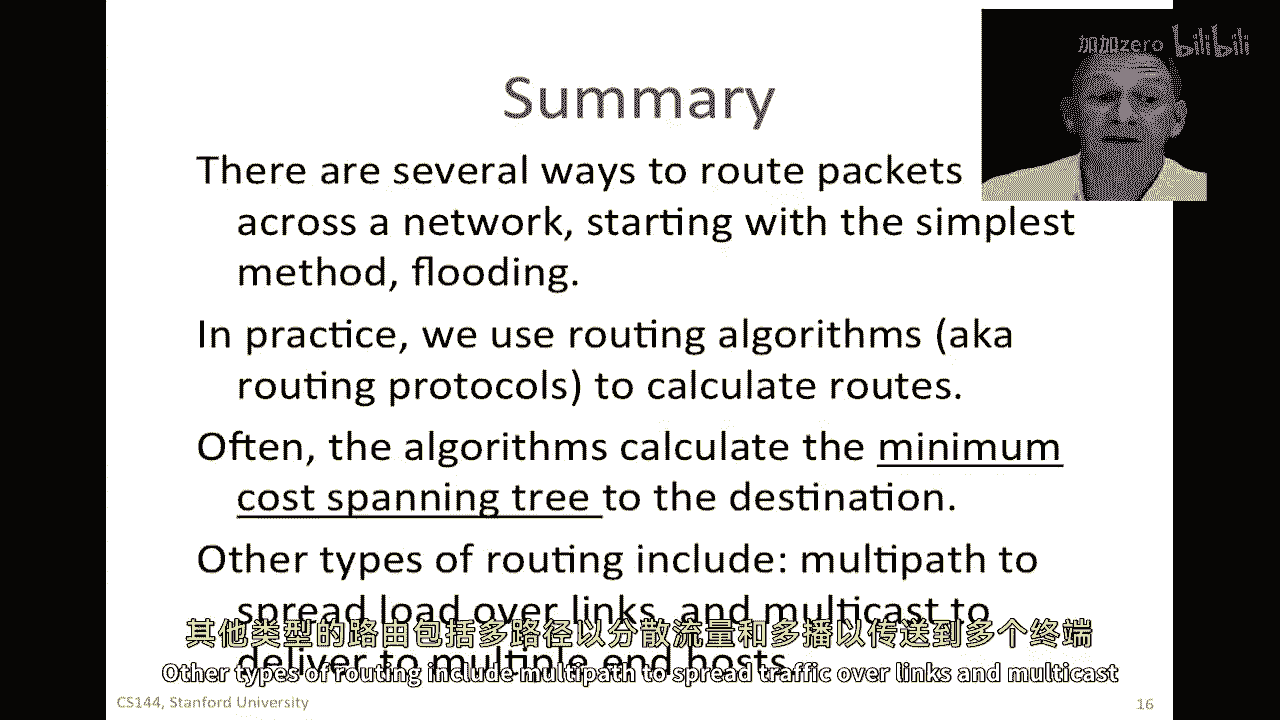 加加zero bilibili
Summary
There are several ways to route packets
across a network, starting with the simplest
method, flooding.
In practice, we use routing algorithms (aka
routing protocols) to calculate routes.
Often, the algorithms calculate the minimum
cost spanning tree to the destination.
Other types of routing include: multipath to
spread load over links, and multicast to
deliver to multiple end hosts.
其他类型的路由包括多路径以分散流量和多播以传送到多个终端
Other types of routing include multipath to spread traffic over links and multicast
CS144, Stanford University
16